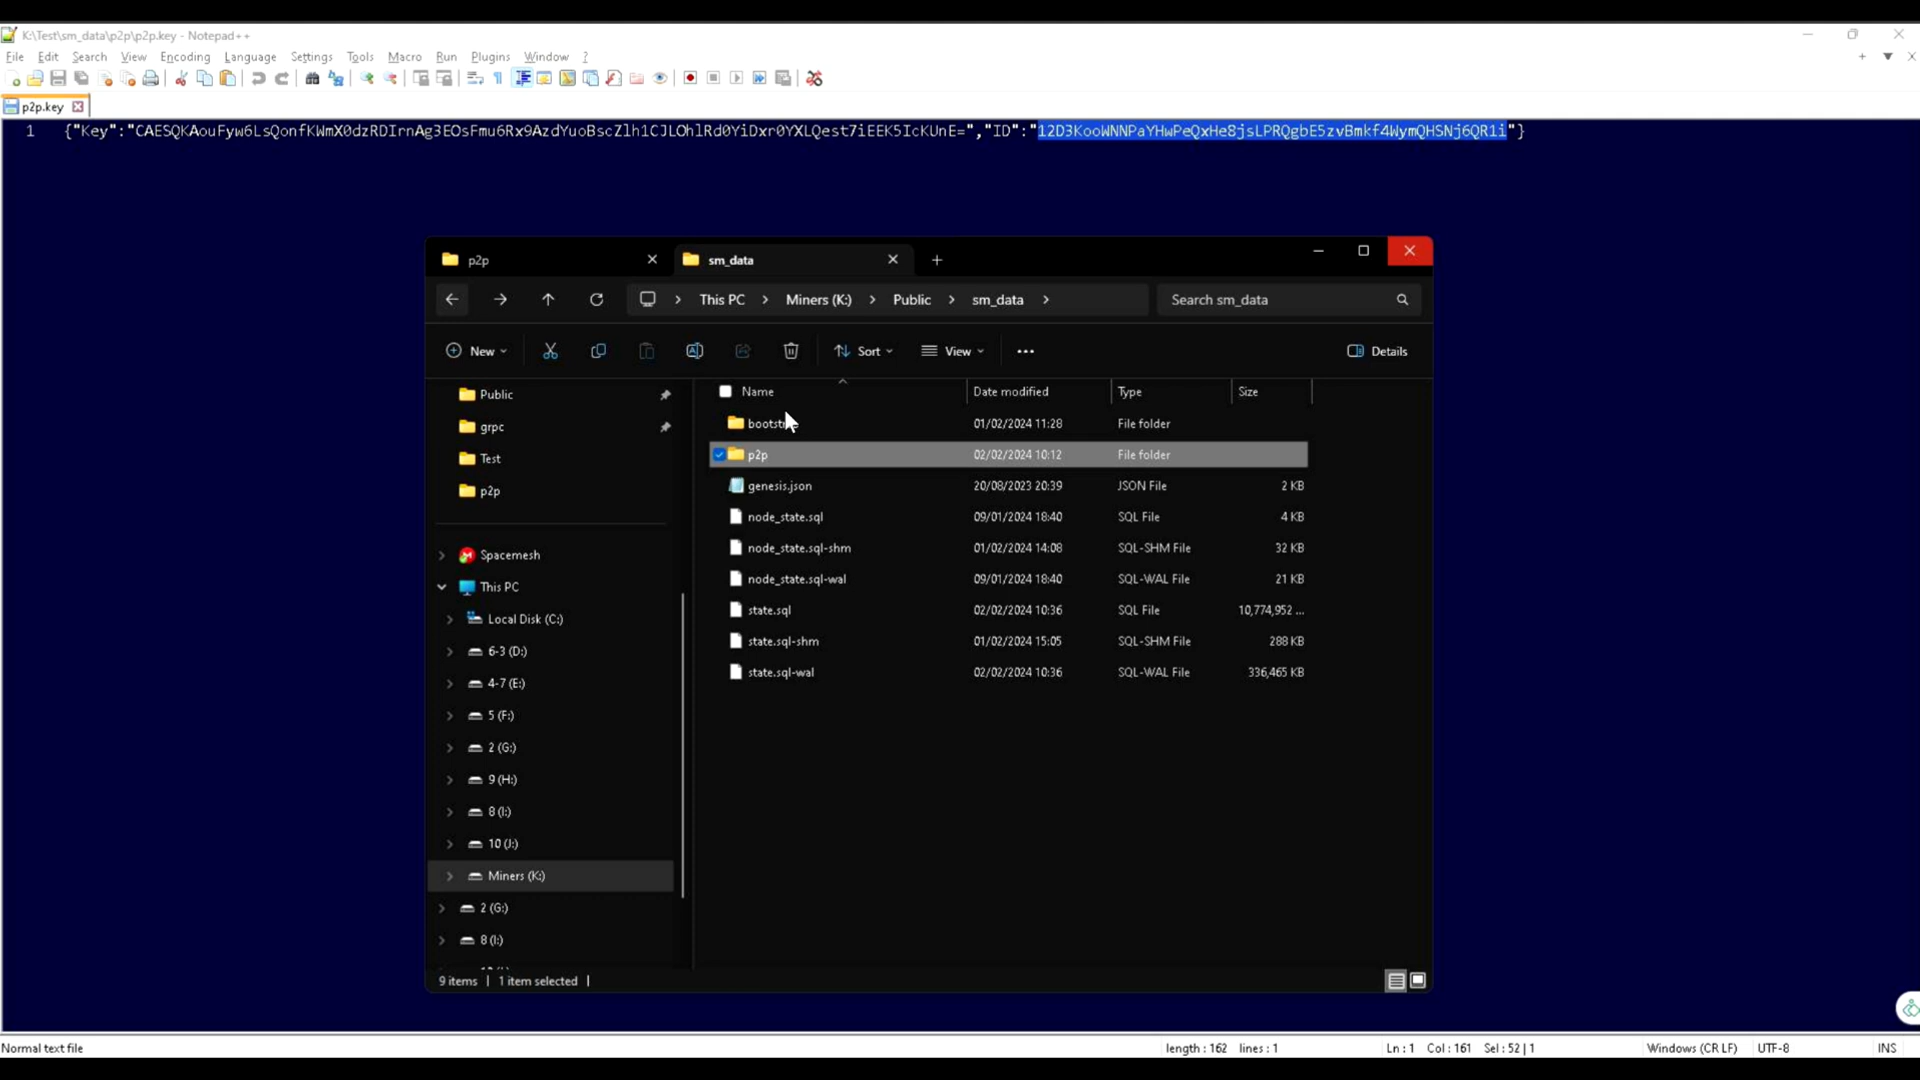 K:\Test\sm_data\p2p\p2p.key - Notepad++
File Edit Search View Encoding Language Settings Tools Macro Run Plugins Window ?
p2p.key
1 {"Key":"CAESQKAouFyw6LsQonfKWmX0dzRDIrnAg3EOsFmu6Rx9AzdYuoBscZlh1CJLOhlRd0YiDxr0YXLQest7iEEK5IcKUnE=","ID":"12D3KooWNNPaYHwPeQxHe8jsLPRQgbE5zvBmkf4WymQHSNj6QR1i"}
p2p sm_data
This PC > Miners (K:) > Public > sm_data > Search sm_data
New Sort View ... Details
Name Date modified Type Size
Public
grpc
Test
p2p
Spacemesh
This PC
Local Disk (C:)
6-3 (D:)
4-7 (E:)
5 (F:)
2 (G:)
9 (H:)
8 (I:)
10 (J:)
Miners (K:)
2 (G:)
8 (I:)
01/02/2024 11:28 File folder
p2p 02/02/2024 10:12 File folder
genesis.json 20/08/2023 20:39 JSON File 2 KB
node_state.sql 09/01/2024 18:40 SQL File 4 KB
node_state.sql-shm 01/02/2024 14:08 SQL-SHM File 32 KB
node_state.sql-wal 09/01/2024 18:40 SQL-WAL File 21 KB
state.sql 02/02/2024 10:36 SQL File 10,774,952 ...
state.sql-shm 01/02/2024 15:05 SQL-SHM File 288 KB
state.sql-wal 02/02/2024 10:36 SQL-WAL File 336,465 KB
9 items | 1 item selected |
Normal text file length : 162 lines : 1 Ln : 1 Col : 161 Sel : 52 | 1 Windows (CR LF) UTF-8 INS